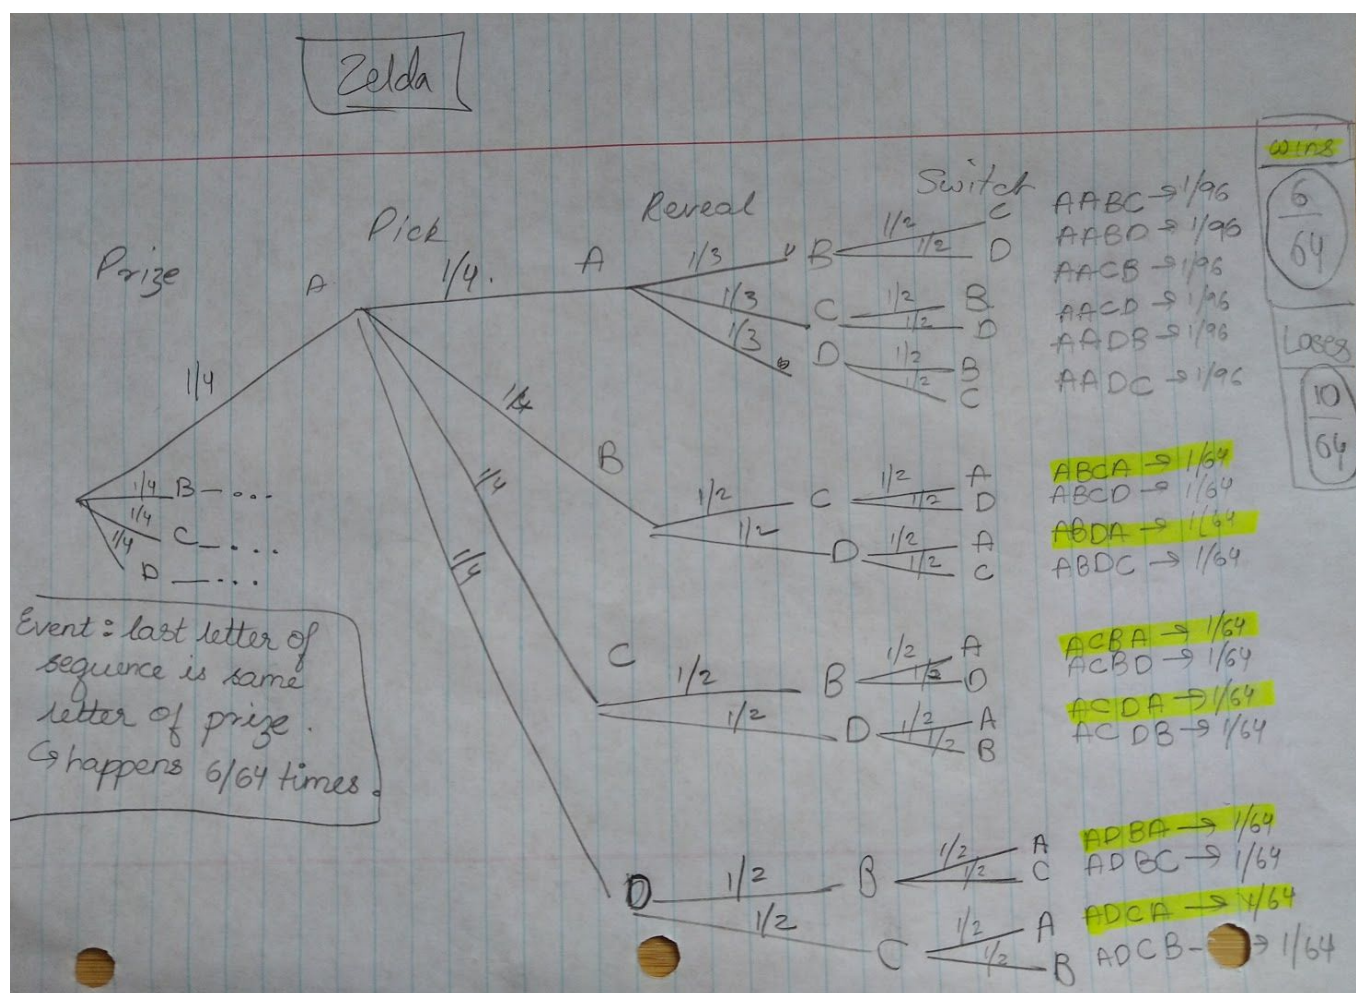 Zelda
Prize
Pick
Reveal
Switch
wins
6
64
Loses
10
64
1/4
A
1/4
B
1/4
C
1/4
D
1/4
A
1/4
B
1/4
C
1/4
D
1/3
B
1/2
C
1/2
D
1/3
C
1/2
B
1/2
D
1/3
D
1/2
B
1/2
C
1/2
C
1/2
A
1/2
D
1/2
D
1/2
A
1/2
C
1/2
B
1/2
A
1/2
D
1/2
D
1/2
A
1/2
B
1/2
B
1/2
A
1/2
C
1/2
C
1/2
A
1/2
B
AABC → 1/96
AABD → 1/96
AACB → 1/96
AACD → 1/96
AADB → 1/96
AADC → 1/96
ABCA → 1/64
ABCD → 1/64
ABDA → 1/64
ABDC → 1/64
ACBA → 1/64
ACBD → 1/64
ACDA → 1/64
ACDB → 1/64
ADBA → 1/64
ADBC → 1/64
ADCA → 1/64
ADCB → 1/64
Event: last letter of
sequence is same
letter of prize.
↳ happens 6/64 times.